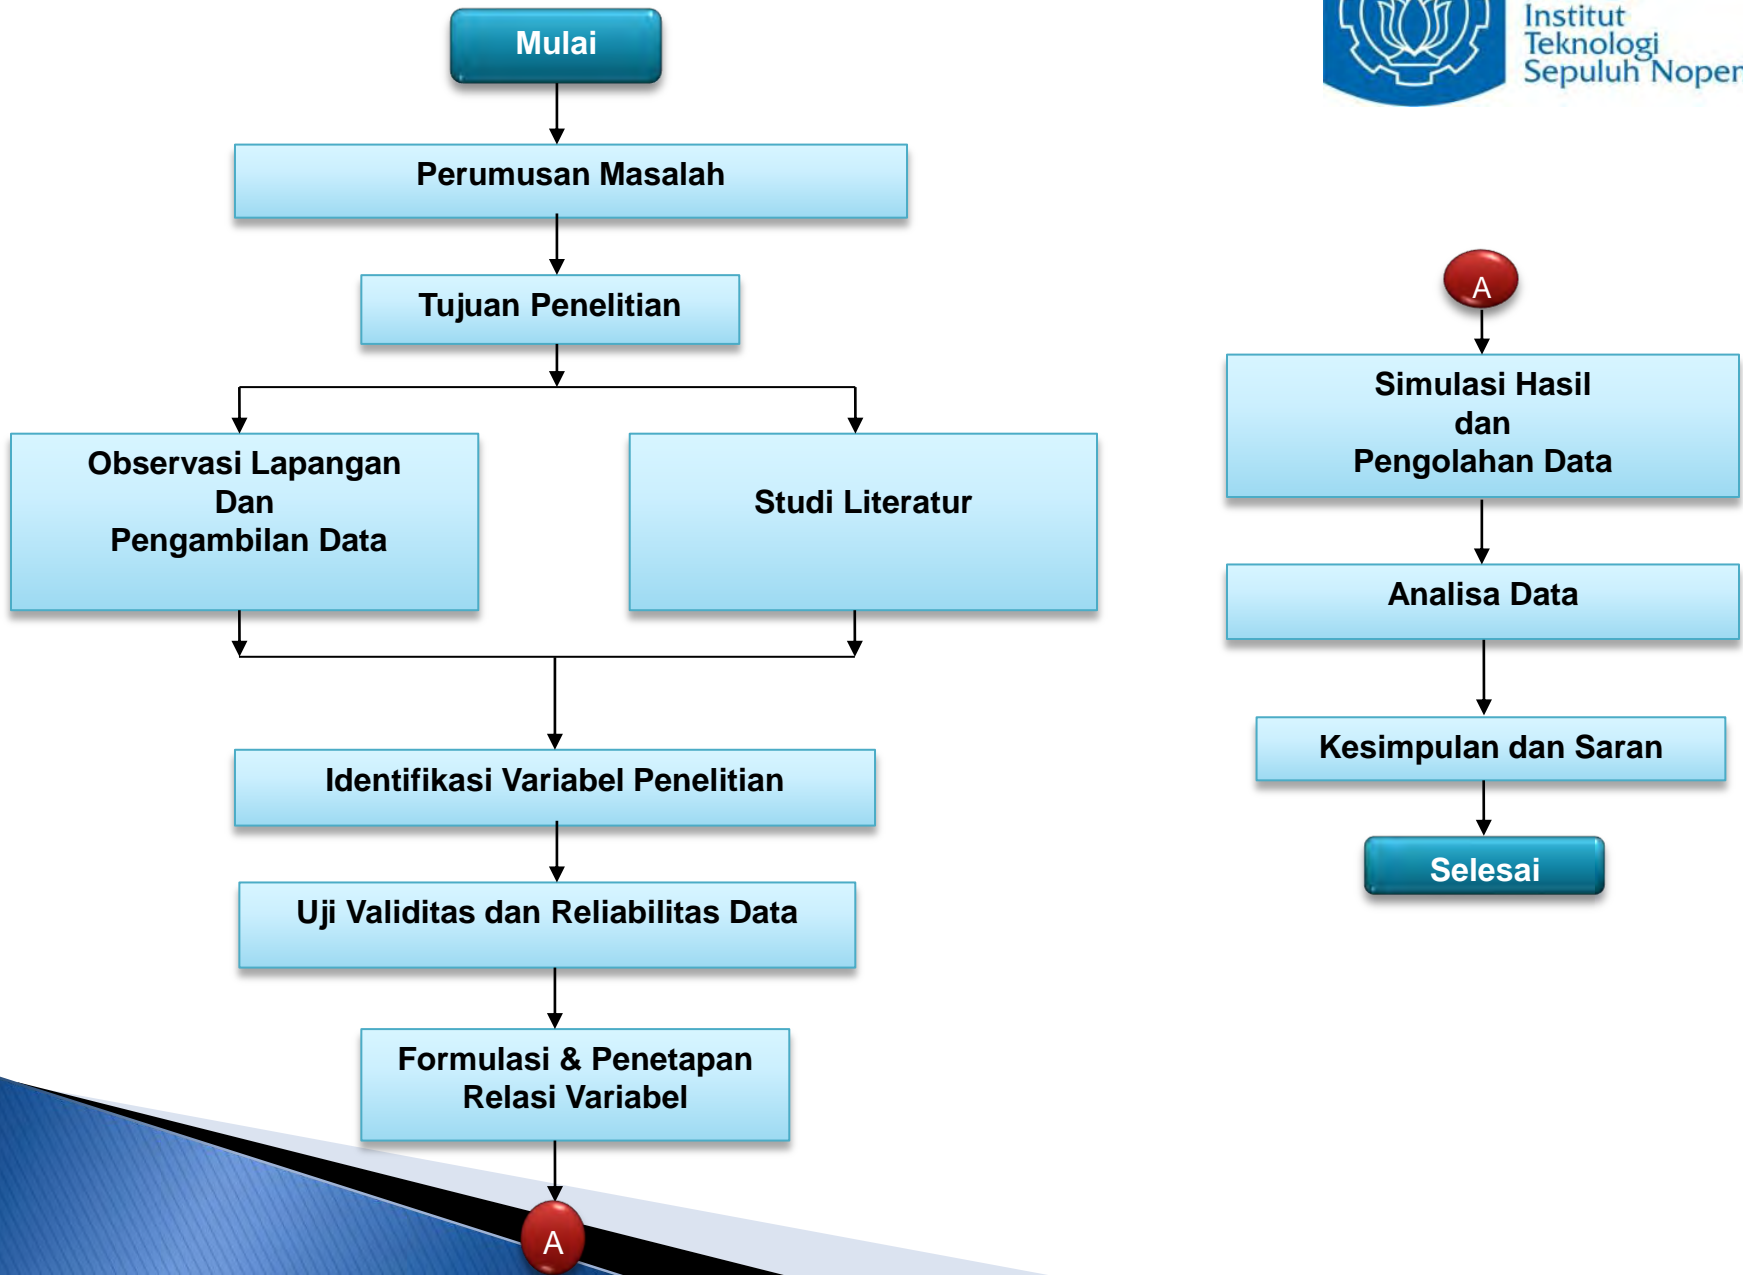 Mulai
Perumusan Masalah
Tujuan Penelitian
Observasi Lapangan
Dan
Pengambilan Data
Studi Literatur
Identifikasi Variabel Penelitian
Uji Validitas dan Reliabilitas Data
Formulasi & Penetapan
Relasi Variabel
A
Institut
Teknologi
Sepuluh Nopem
A
Simulasi Hasil
dan
Pengolahan Data
Analisa Data
Kesimpulan dan Saran
Selesai